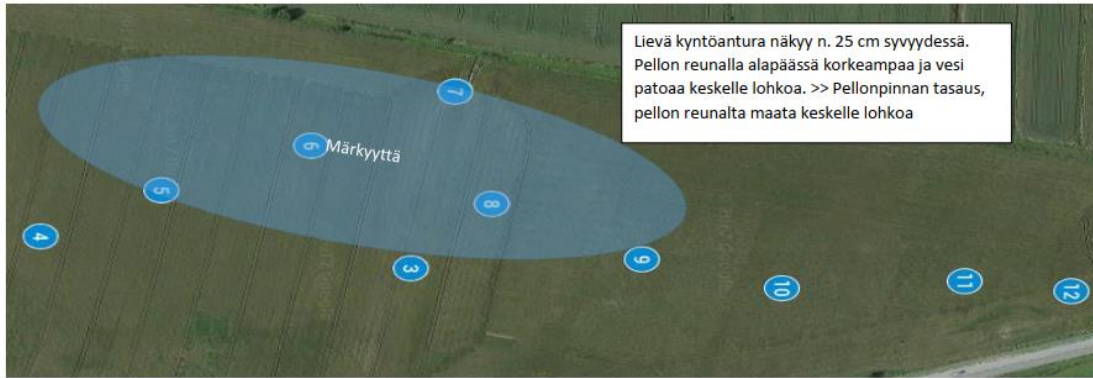 Lievä kyntöantura näkyy n. 25 cm syvyydessä.
Pellon reunalla alapäässä korkeampaa ja vesi
patoaa keskelle lohkoa. >> Pellonpinnan tasaus,
pellon reunalta maata keskelle lohkoa
7
6 Märkyyttä
5
8
4
3
9
10
11
12